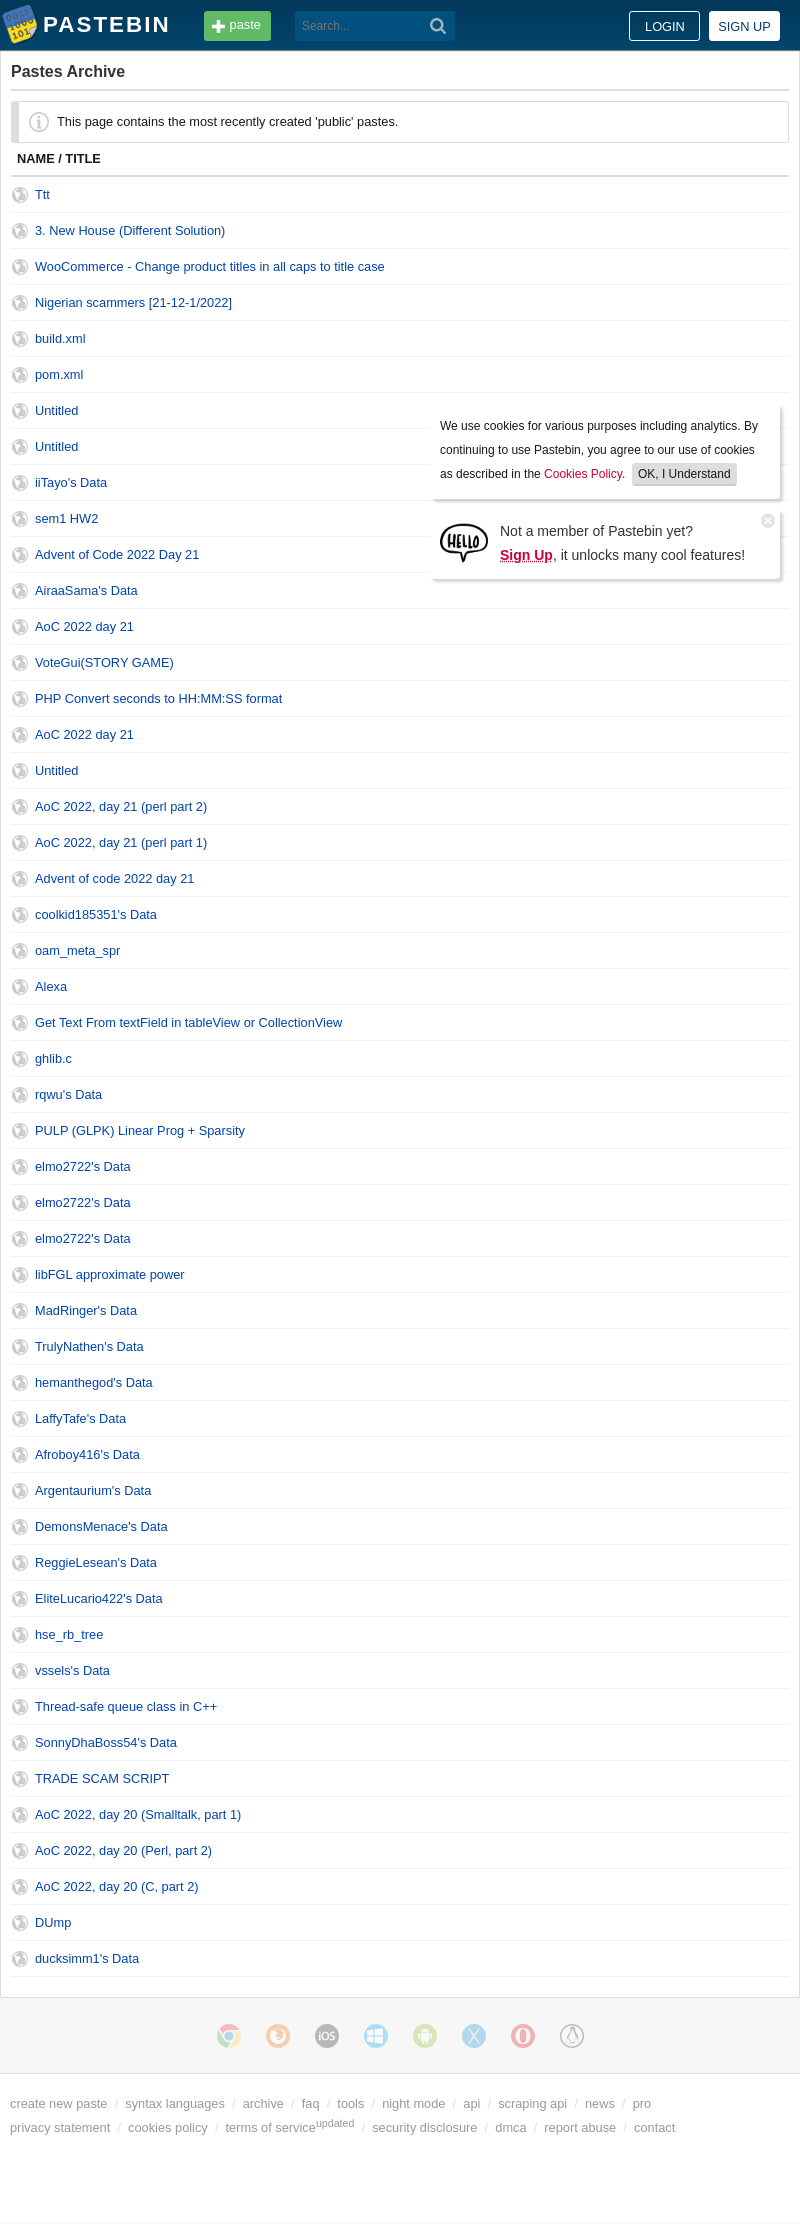 PASTEBIN
paste
Search...
LOGIN
SIGN UP
Pastes Archive
This page contains the most recently created 'public' pastes.
NAME / TITLE
Ttt
3. New House (Different Solution)
WooCommerce - Change product titles in all caps to title case
Nigerian scammers [21-12-1/2022]
build.xml
pom.xml
Untitled
Untitled
iiTayo's Data
sem1 HW2
Advent of Code 2022 Day 21
We use cookies for various purposes including analytics. By
continuing to use Pastebin, you agree to our use of cookies
as described in the Cookies Policy. OK, I Understand
HELLO
Not a member of Pastebin yet?
Sign Up, it unlocks many cool features!
AiraaSama's Data
AoC 2022 day 21
VoteGui(STORY GAME)
PHP Convert seconds to HH:MM:SS format
AoC 2022 day 21
Untitled
AoC 2022, day 21 (perl part 2)
AoC 2022, day 21 (perl part 1)
Advent of code 2022 day 21
coolkid185351's Data
oam_meta_spr
Alexa
Get Text From textField in tableView or CollectionView
ghlib.c
rqwu's Data
PULP (GLPK) Linear Prog + Sparsity
elmo2722's Data
elmo2722's Data
elmo2722's Data
libFGL approximate power
MadRinger's Data
TrulyNathen's Data
hemanthegod's Data
LaffyTafe's Data
Afroboy416's Data
Argentaurium's Data
DemonsMenace's Data
ReggieLesean's Data
EliteLucario422's Data
hse_rb_tree
vssels's Data
Thread-safe queue class in C++
SonnyDhaBoss54's Data
TRADE SCAM SCRIPT
AoC 2022, day 20 (Smalltalk, part 1)
AoC 2022, day 20 (Perl, part 2)
AoC 2022, day 20 (C, part 2)
DUmp
ducksimm1's Data
iOS
create new paste / syntax languages / archive / faq / tools / night mode / api / scraping api / news / pro
privacy statement / cookies policy / terms of service updated / security disclosure / dmca / report abuse / contact